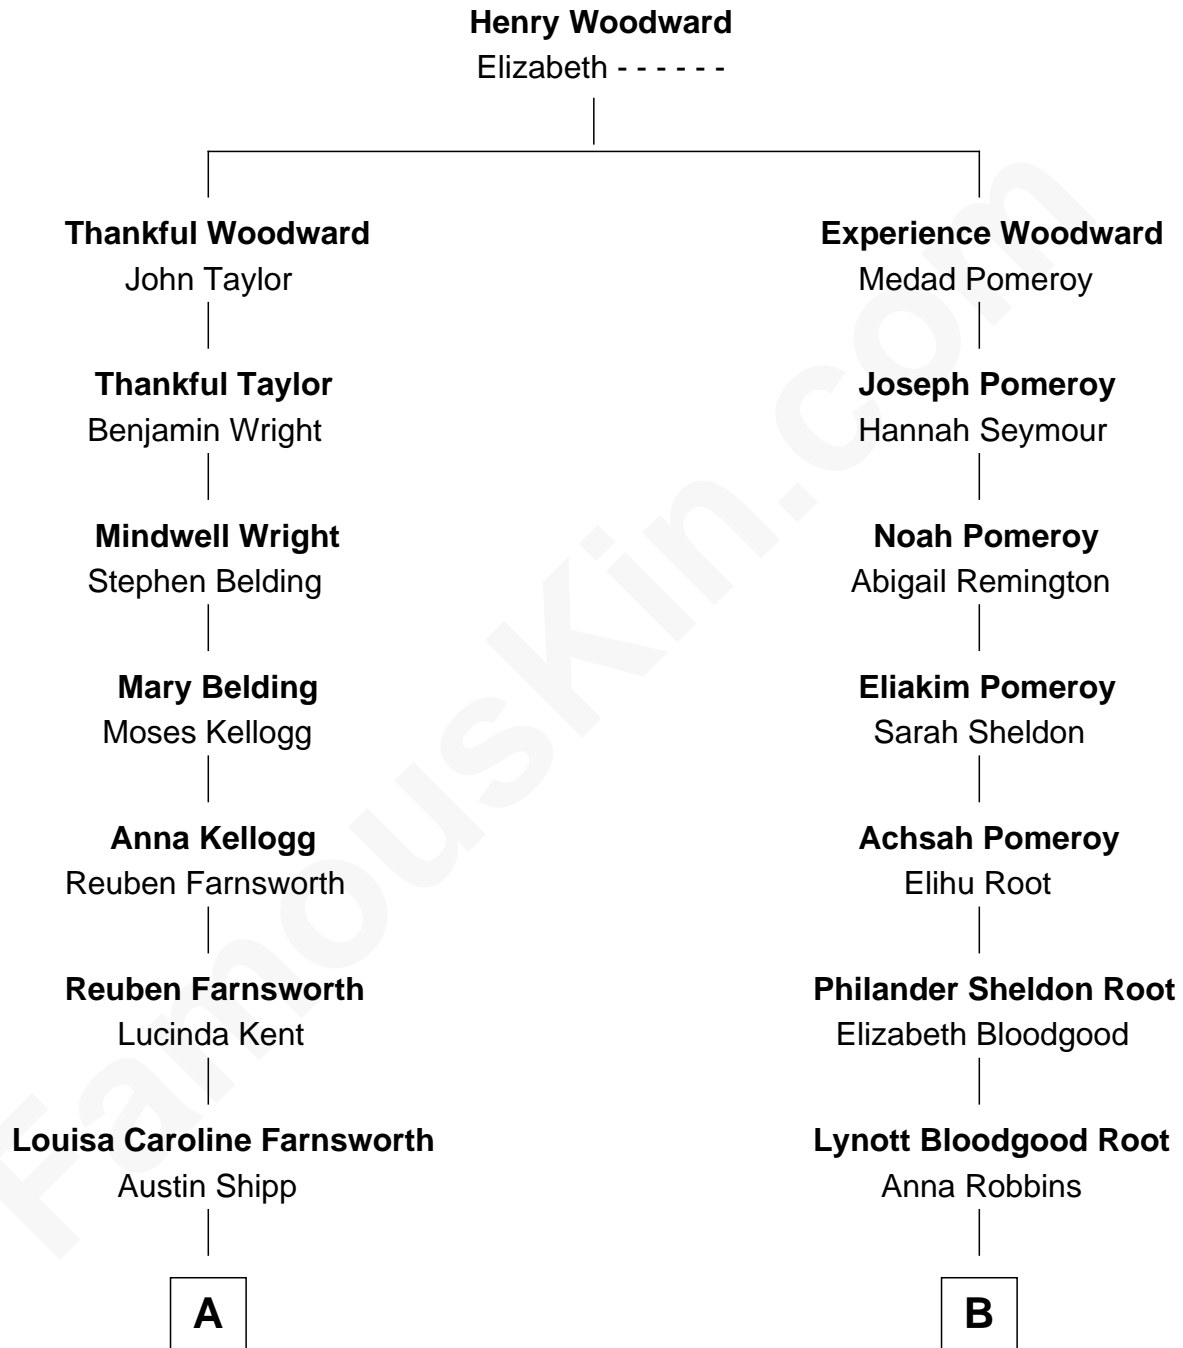 Henry Woodward
Elizabeth - - - - - -
Thankful Woodward
John Taylor
Experience Woodward
Medad Pomeroy
Thankful Taylor
Benjamin Wright
Joseph Pomeroy
Hannah Seymour
Mindwell Wright
Stephen Belding
Noah Pomeroy
Abigail Remington
Mary Belding
Moses Kellogg
Eliakim Pomeroy
Sarah Sheldon
Anna Kellogg
Reuben Farnsworth
Achsah Pomeroy
Elihu Root
Reuben Farnsworth
Lucinda Kent
Philander Sheldon Root
Elizabeth Bloodgood
Louisa Caroline Farnsworth
Austin Shipp
Lynott Bloodgood Root
Anna Robbins
A
B
FamousKin.com